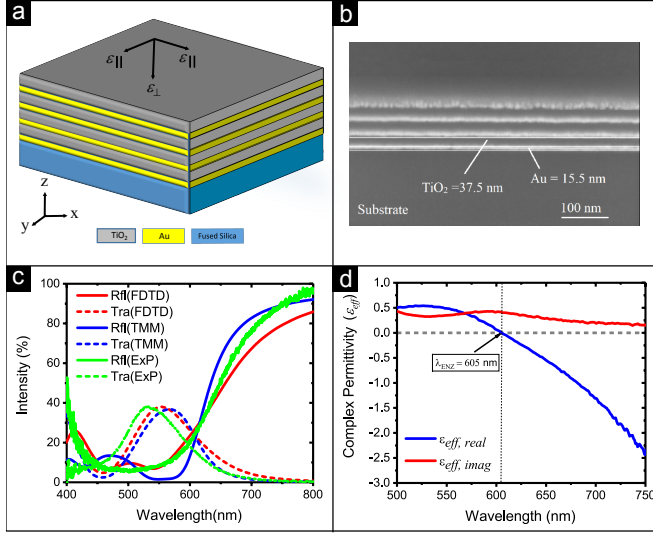 a
ε||
ε||
ε⊥
z
y
x
TiO₂
Au
Fused Silica
b
TiO₂ =37.5 nm
Au = 15.5 nm
Substrate
100 nm
c
Intensity (%)
100
80
60
40
20
0
Rfl(FDTD)
Tra(FDTD)
Rfl(TMM)
Tra(TMM)
Rfl(ExP)
Tra(ExP)
400 500 600 700 800
Wavelength(nm)
d
Complex Permittivity (εeff)
1.0
0.5
0.0
-0.5
-1.0
-1.5
-2.0
-2.5
-3.0
λENZ = 605 nm
εeff, real
εeff, imag
500 550 600 650 700 750
Wavelength (nm)